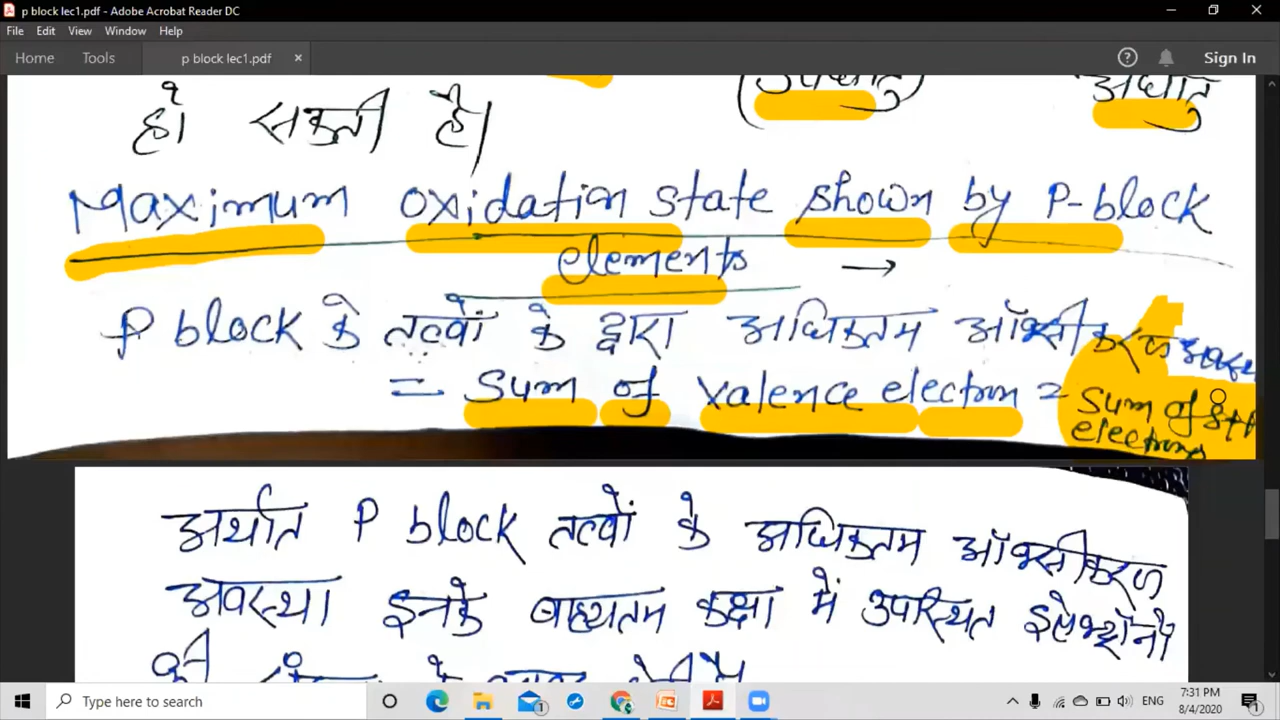 p block lec1.pdf - Adobe Acrobat Reader DC
File Edit View Window Help
Home Tools p block lec1.pdf Sign In
हो सकती है।
(उपधातु) अधातु
Maximum oxidation state shown by P-block
elements →
P block के तत्वों के द्वारा अधिकतम ऑक्सीकरण
= Sum of valence electron = Sum of s+p
electrons
अर्थात P block तत्वों के अधिकतम ऑक्सीकरण
अवस्था इनके बाह्यतम कक्षा में उपस्थित इलेक्ट्रॉनों
की
Type here to search
ENG
7:31 PM
8/4/2020